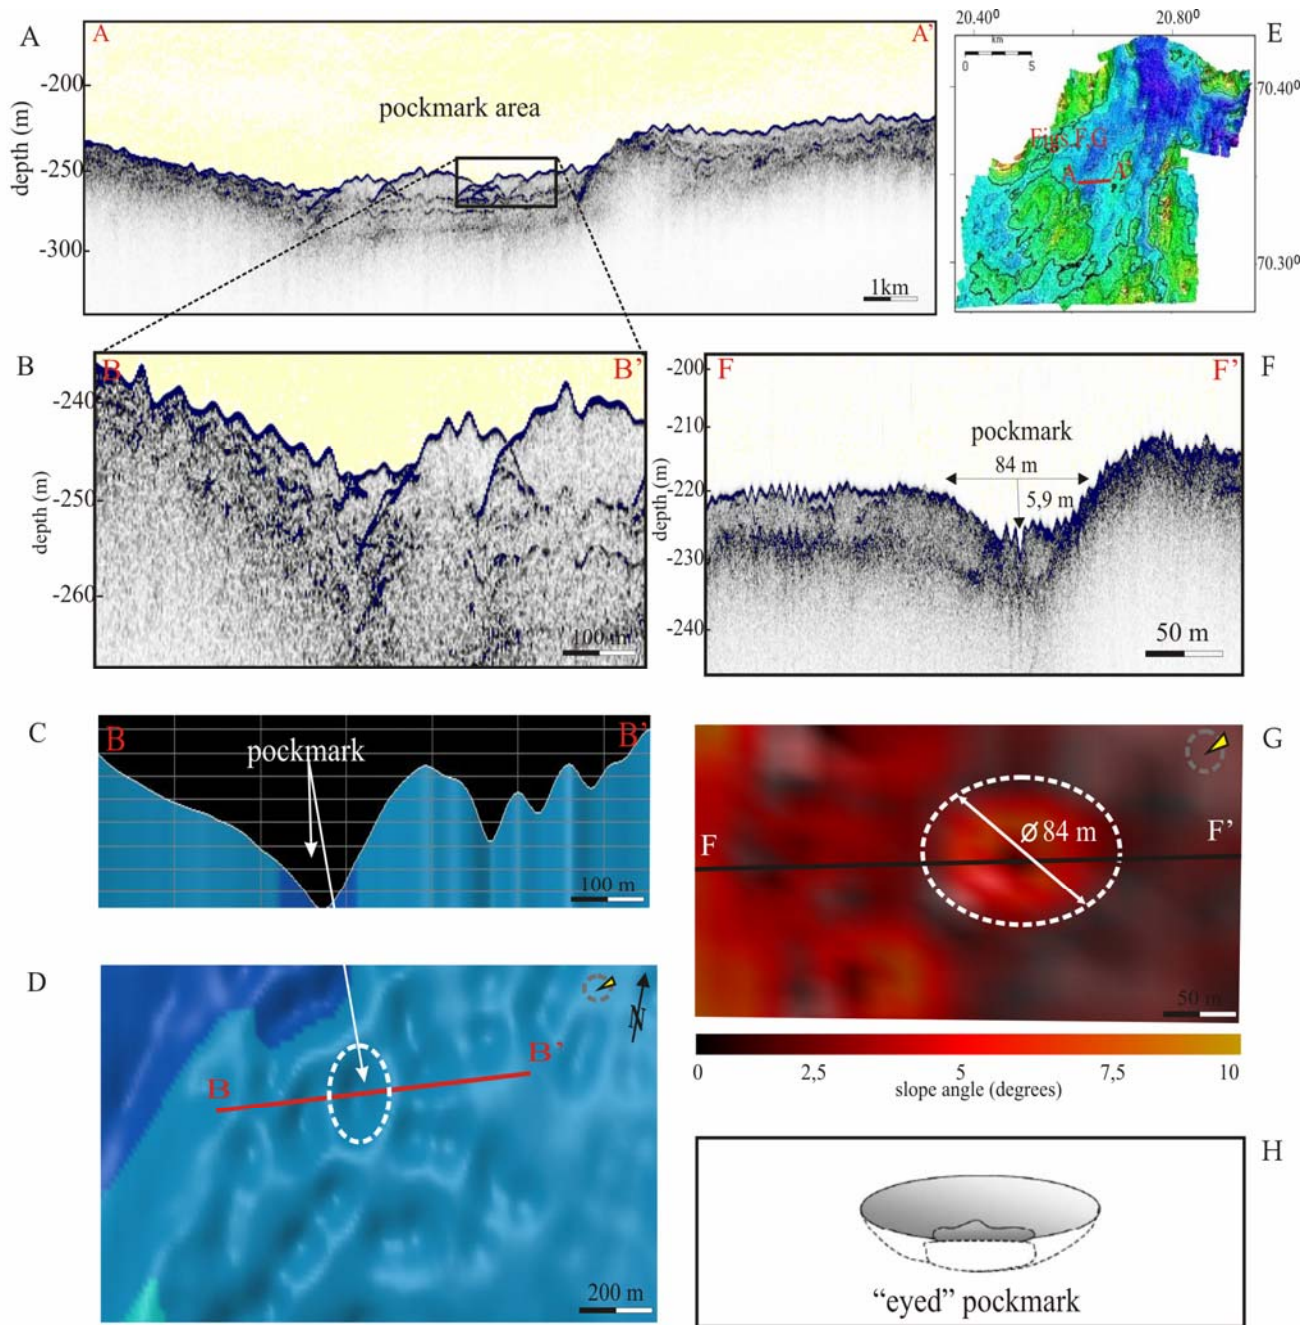 A
A
A'
-200
-250
-300
depth (m)
pockmark area
1km
20.40⁰
20.80⁰
E
km
0
5
70.40⁰
Figs F,G
A
A'
70.30⁰
B
B
B'
-240
-250
-260
depth (m)
100 m
F
F'
F
-200
-210
-220
-230
-240
depth (m)
pockmark
84 m
5,9 m
50 m
C
B
B'
pockmark
100 m
G
F
F'
Ø 84 m
50 m
0
2,5
5
7,5
10
slope angle (degrees)
D
B
B'
N
200 m
H
“eyed” pockmark